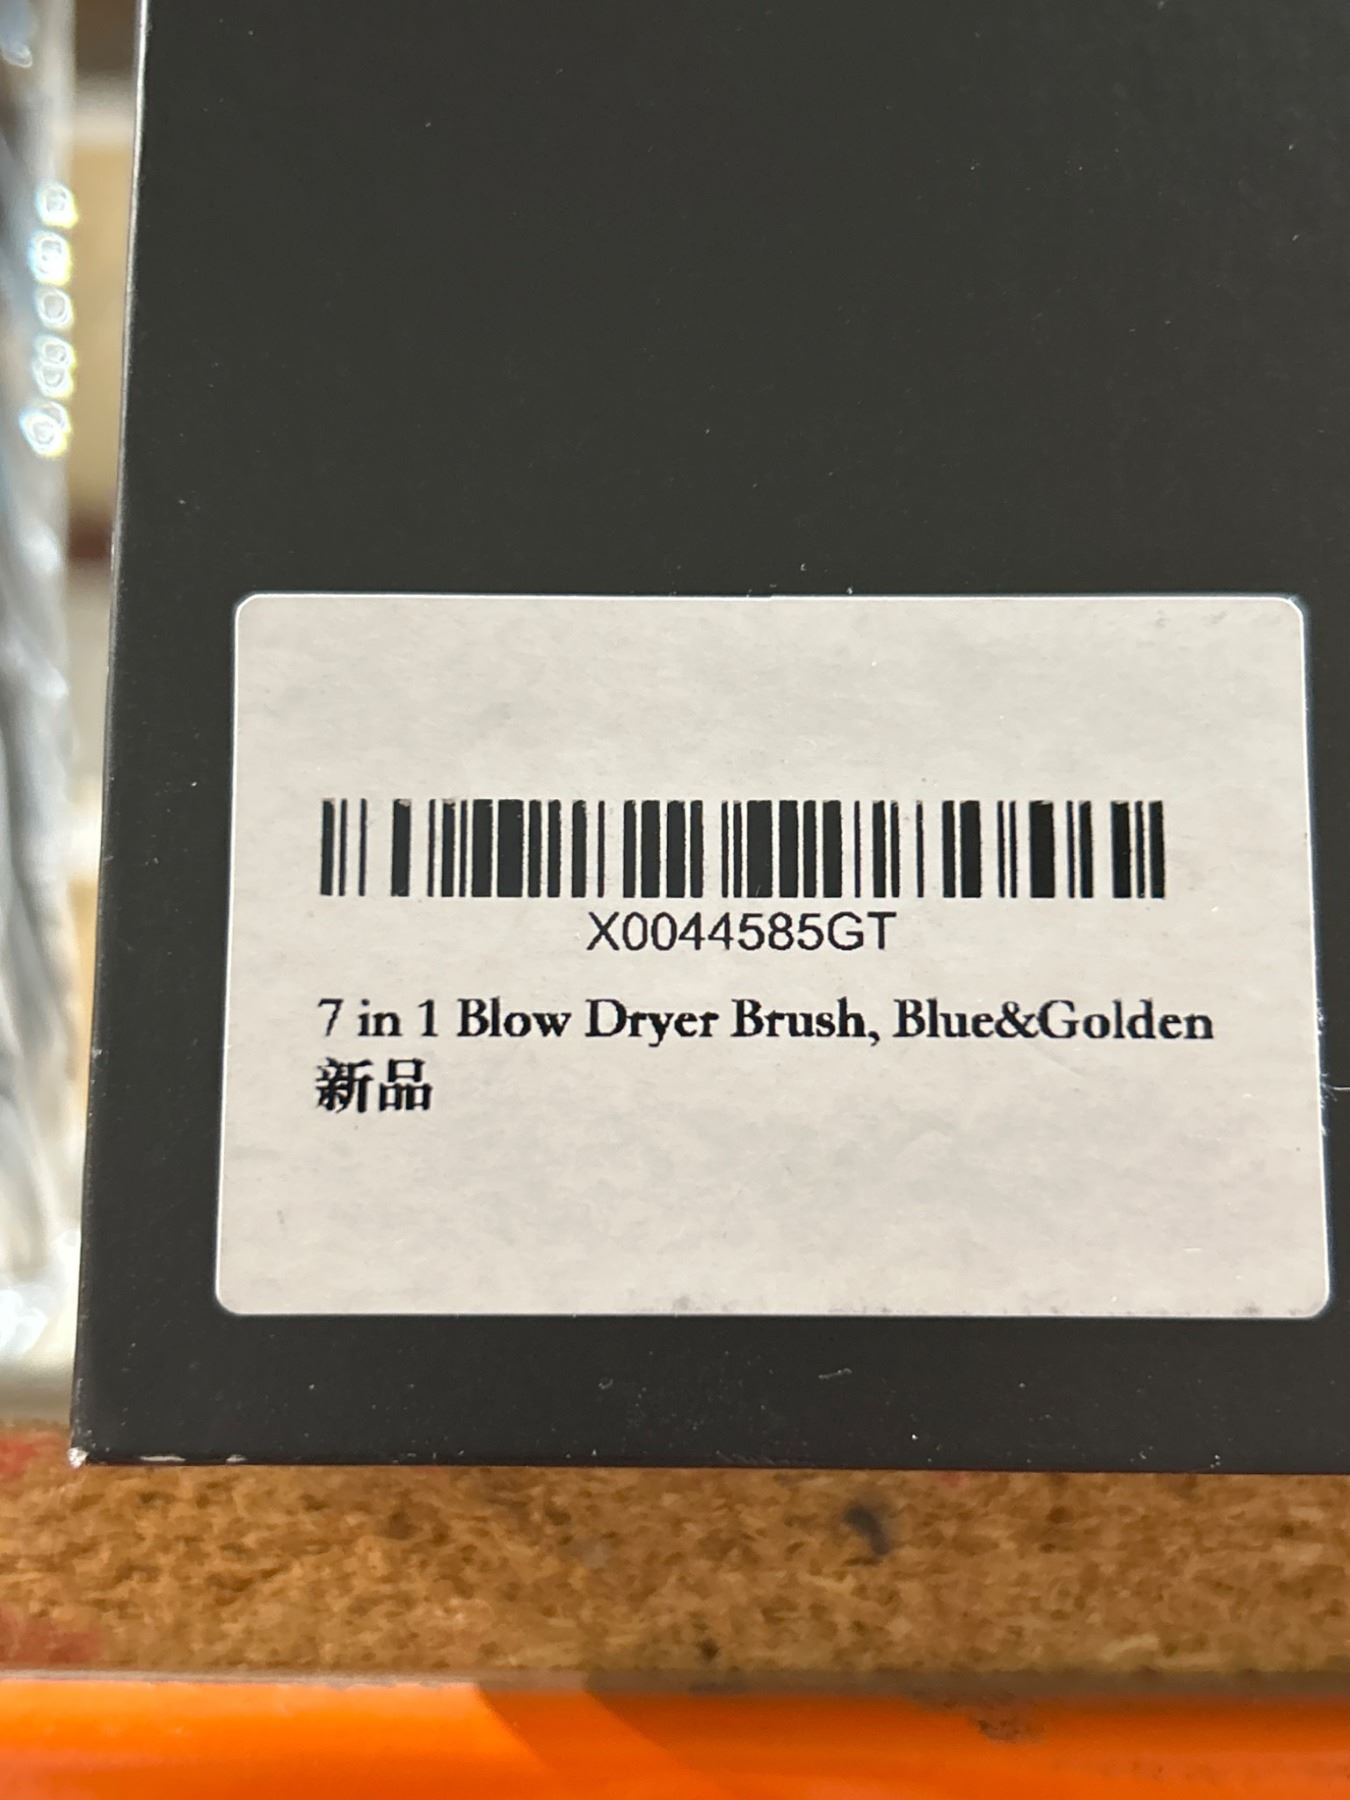 X0044585GT
7 in 1 Blow Dryer Brush, Blue&Golden
新品